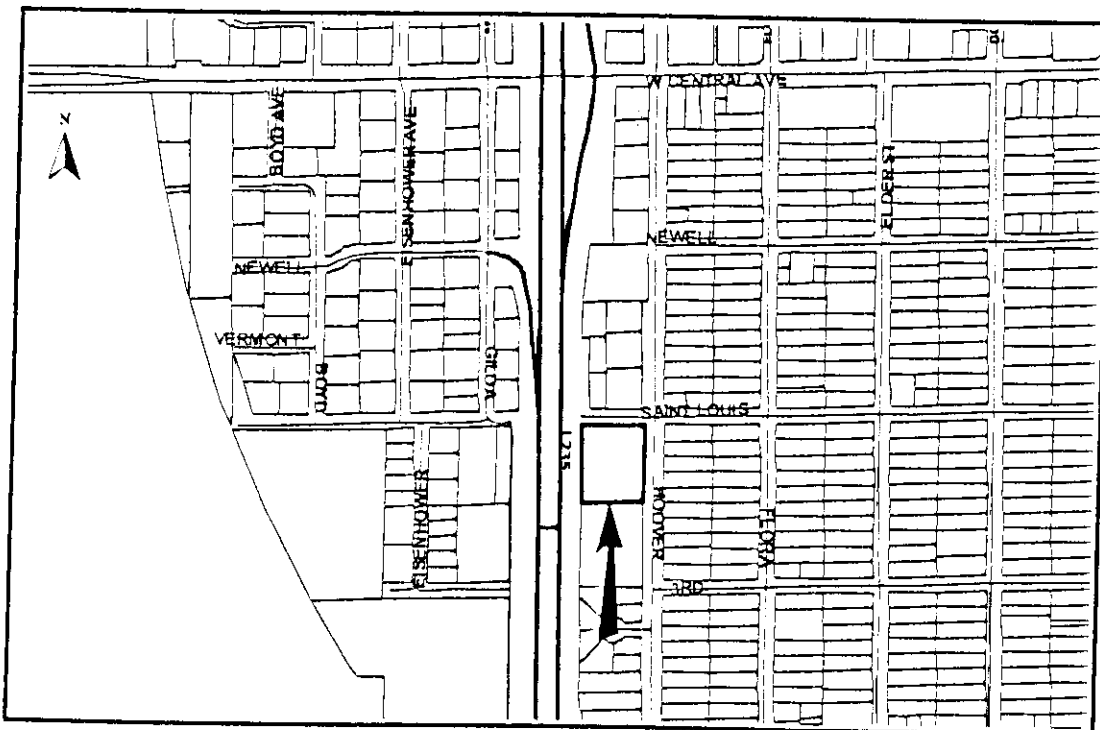 W CENTRAL AVE
BOYD AVE
EISENHOWER AVE
N
ELDER ST
NEWELL
NEWELL
VERMONT
BOYD
GILDA
SAINT LOUIS
I-235
HOOVER
FLORA
EISENHOWER
3RD